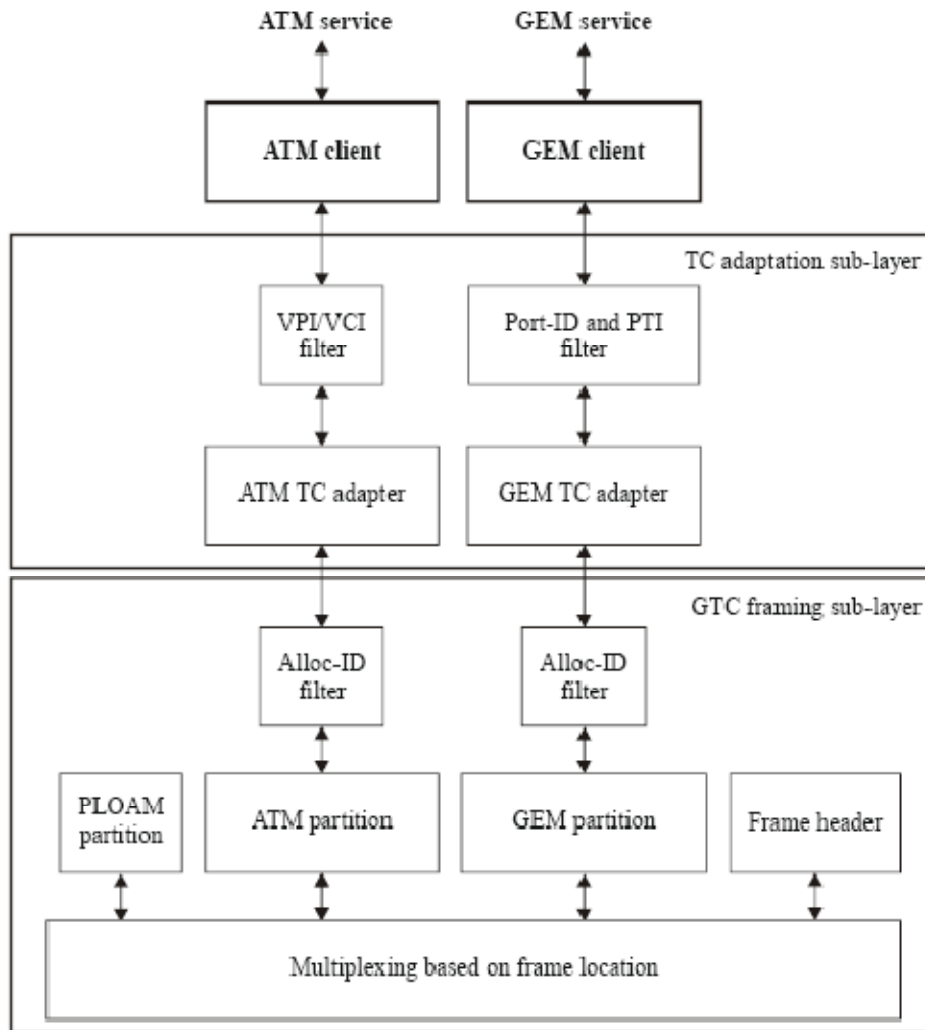 ATM service
GEM service
ATM client
GEM client
TC adaptation sub-layer
VPI/VCI
filter
Port-ID and PTI
filter
ATM TC adapter
GEM TC adapter
GTC framing sub-layer
Alloc-ID
filter
Alloc-ID
filter
PLOAM
partition
ATM partition
GEM partition
Frame header
Multiplexing based on frame location